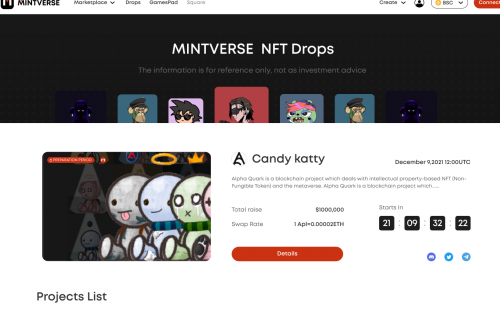 MINTVERSE Marketplace Drops GamesPad Square Create BSC Connect
MINTVERSE NFT Drops
The information is for reference only, not as investment advice
PREPARATION PERIOD
Candy katty
December 9,2021 12:00UTC
Alpha Quark is a blockchain project which deals with intellectual property-based NFT (Non-
Fungible Token) and the metaverse. Alpha Quark is a blockchain project which......
Total raise $1000,000
Starts In
Swap Rate 1 Apl=0.00002ETH
21 : 09 : 32 : 22
Details
Projects List